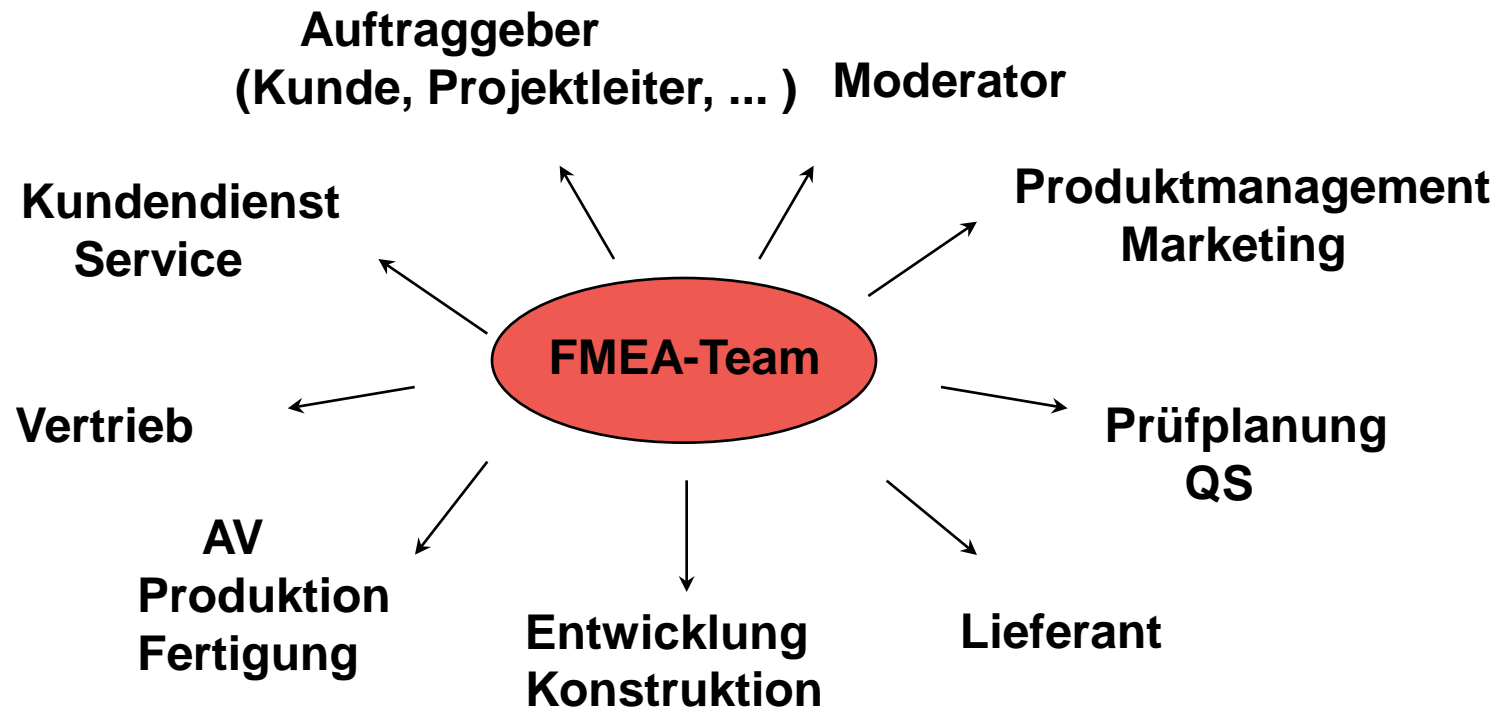 Auftraggeber
(Kunde, Projektleiter, ... )
Moderator
Kundendienst
Service
Produktmanagement
Marketing
FMEA-Team
Vertrieb
Prüfplanung
QS
AV
Produktion
Fertigung
Entwicklung
Konstruktion
Lieferant